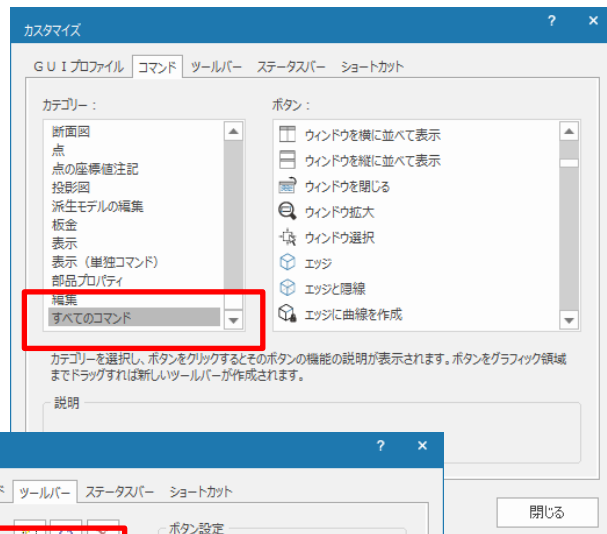 カスタマイズ
? ×
ＧＵＩプロファイル コマンド ツールバー ステータスバー ショートカット
カテゴリー：
断面図
点
点の座標値注記
投影図
派生モデルの編集
板金
表示
表示（単独コマンド）
部品プロパティ
編集
すべてのコマンド
ボタン：
ウィンドウを横に並べて表示
ウィンドウを縦に並べて表示
ウィンドウを閉じる
ウィンドウ拡大
ウィンドウ選択
エッジ
エッジと隠線
エッジに曲線を作成
カテゴリーを選択し、ボタンをクリックするとそのボタンの機能の説明が表示されます。ボタンをグラフィック領域
までドラッグすれば新しいツールバーが作成されます。
説明
? ×
ツールバー ステータスバー ショートカット
ボタン設定
閉じる